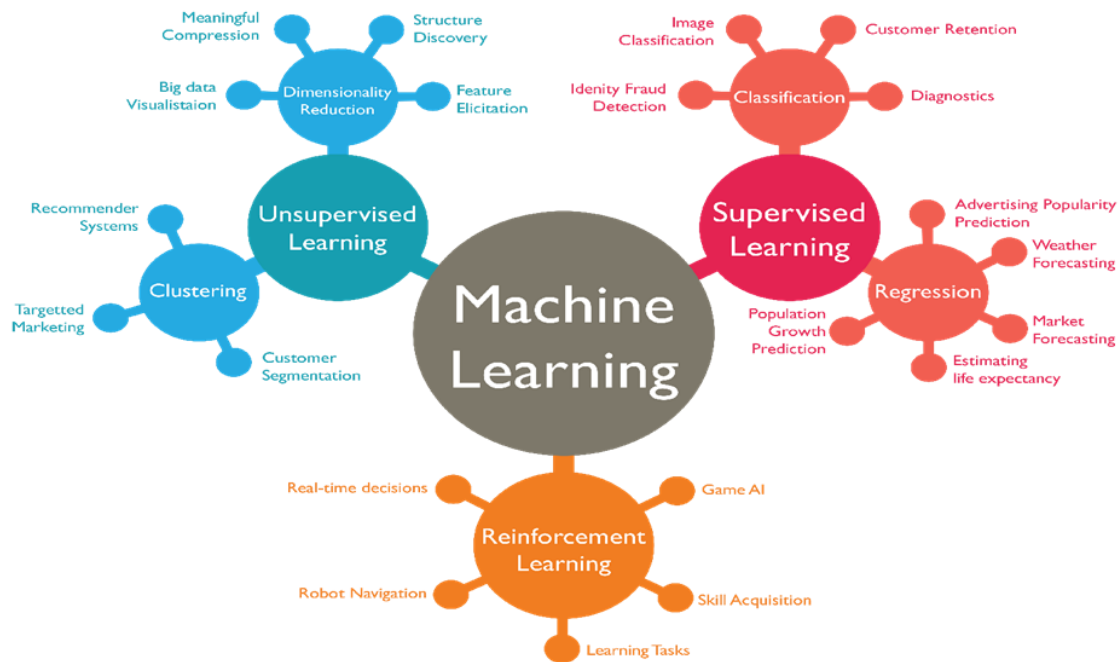 Meaningful
Compression
Structure
Discovery
Big data
Visualistaion
Dimensionality
Reduction
Feature
Elicitation
Image
Classification
Customer Retention
Idenity Fraud
Detection
Classification
Diagnostics
Recommender
Systems
Unsupervised
Learning
Clustering
Targetted
Marketing
Customer
Segmentation
Machine
Learning
Supervised
Learning
Advertising Popularity
Prediction
Weather
Forecasting
Regression
Population
Growth
Prediction
Market
Forecasting
Estimating
life expectancy
Real-time decisions
Game AI
Reinforcement
Learning
Robot Navigation
Skill Acquisition
Learning Tasks